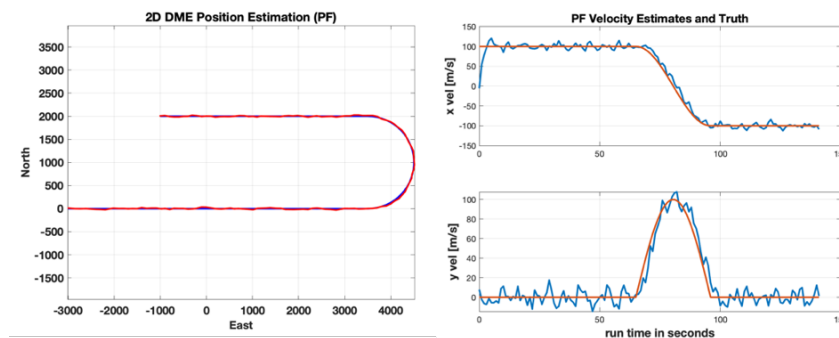 2D DME Position Estimation (PF)
3500
3000
2500
2000
1500
1000
500
0
-500
-1000
-1500
North
-3000 -2000 -1000 0 1000 2000 3000 4000
East
PF Velocity Estimates and Truth
150
100
50
0
-50
-100
-150
x vel [m/s]
0 50 100 15
100
80
60
40
20
0
y vel [m/s]
0 50 100 15
run time in seconds